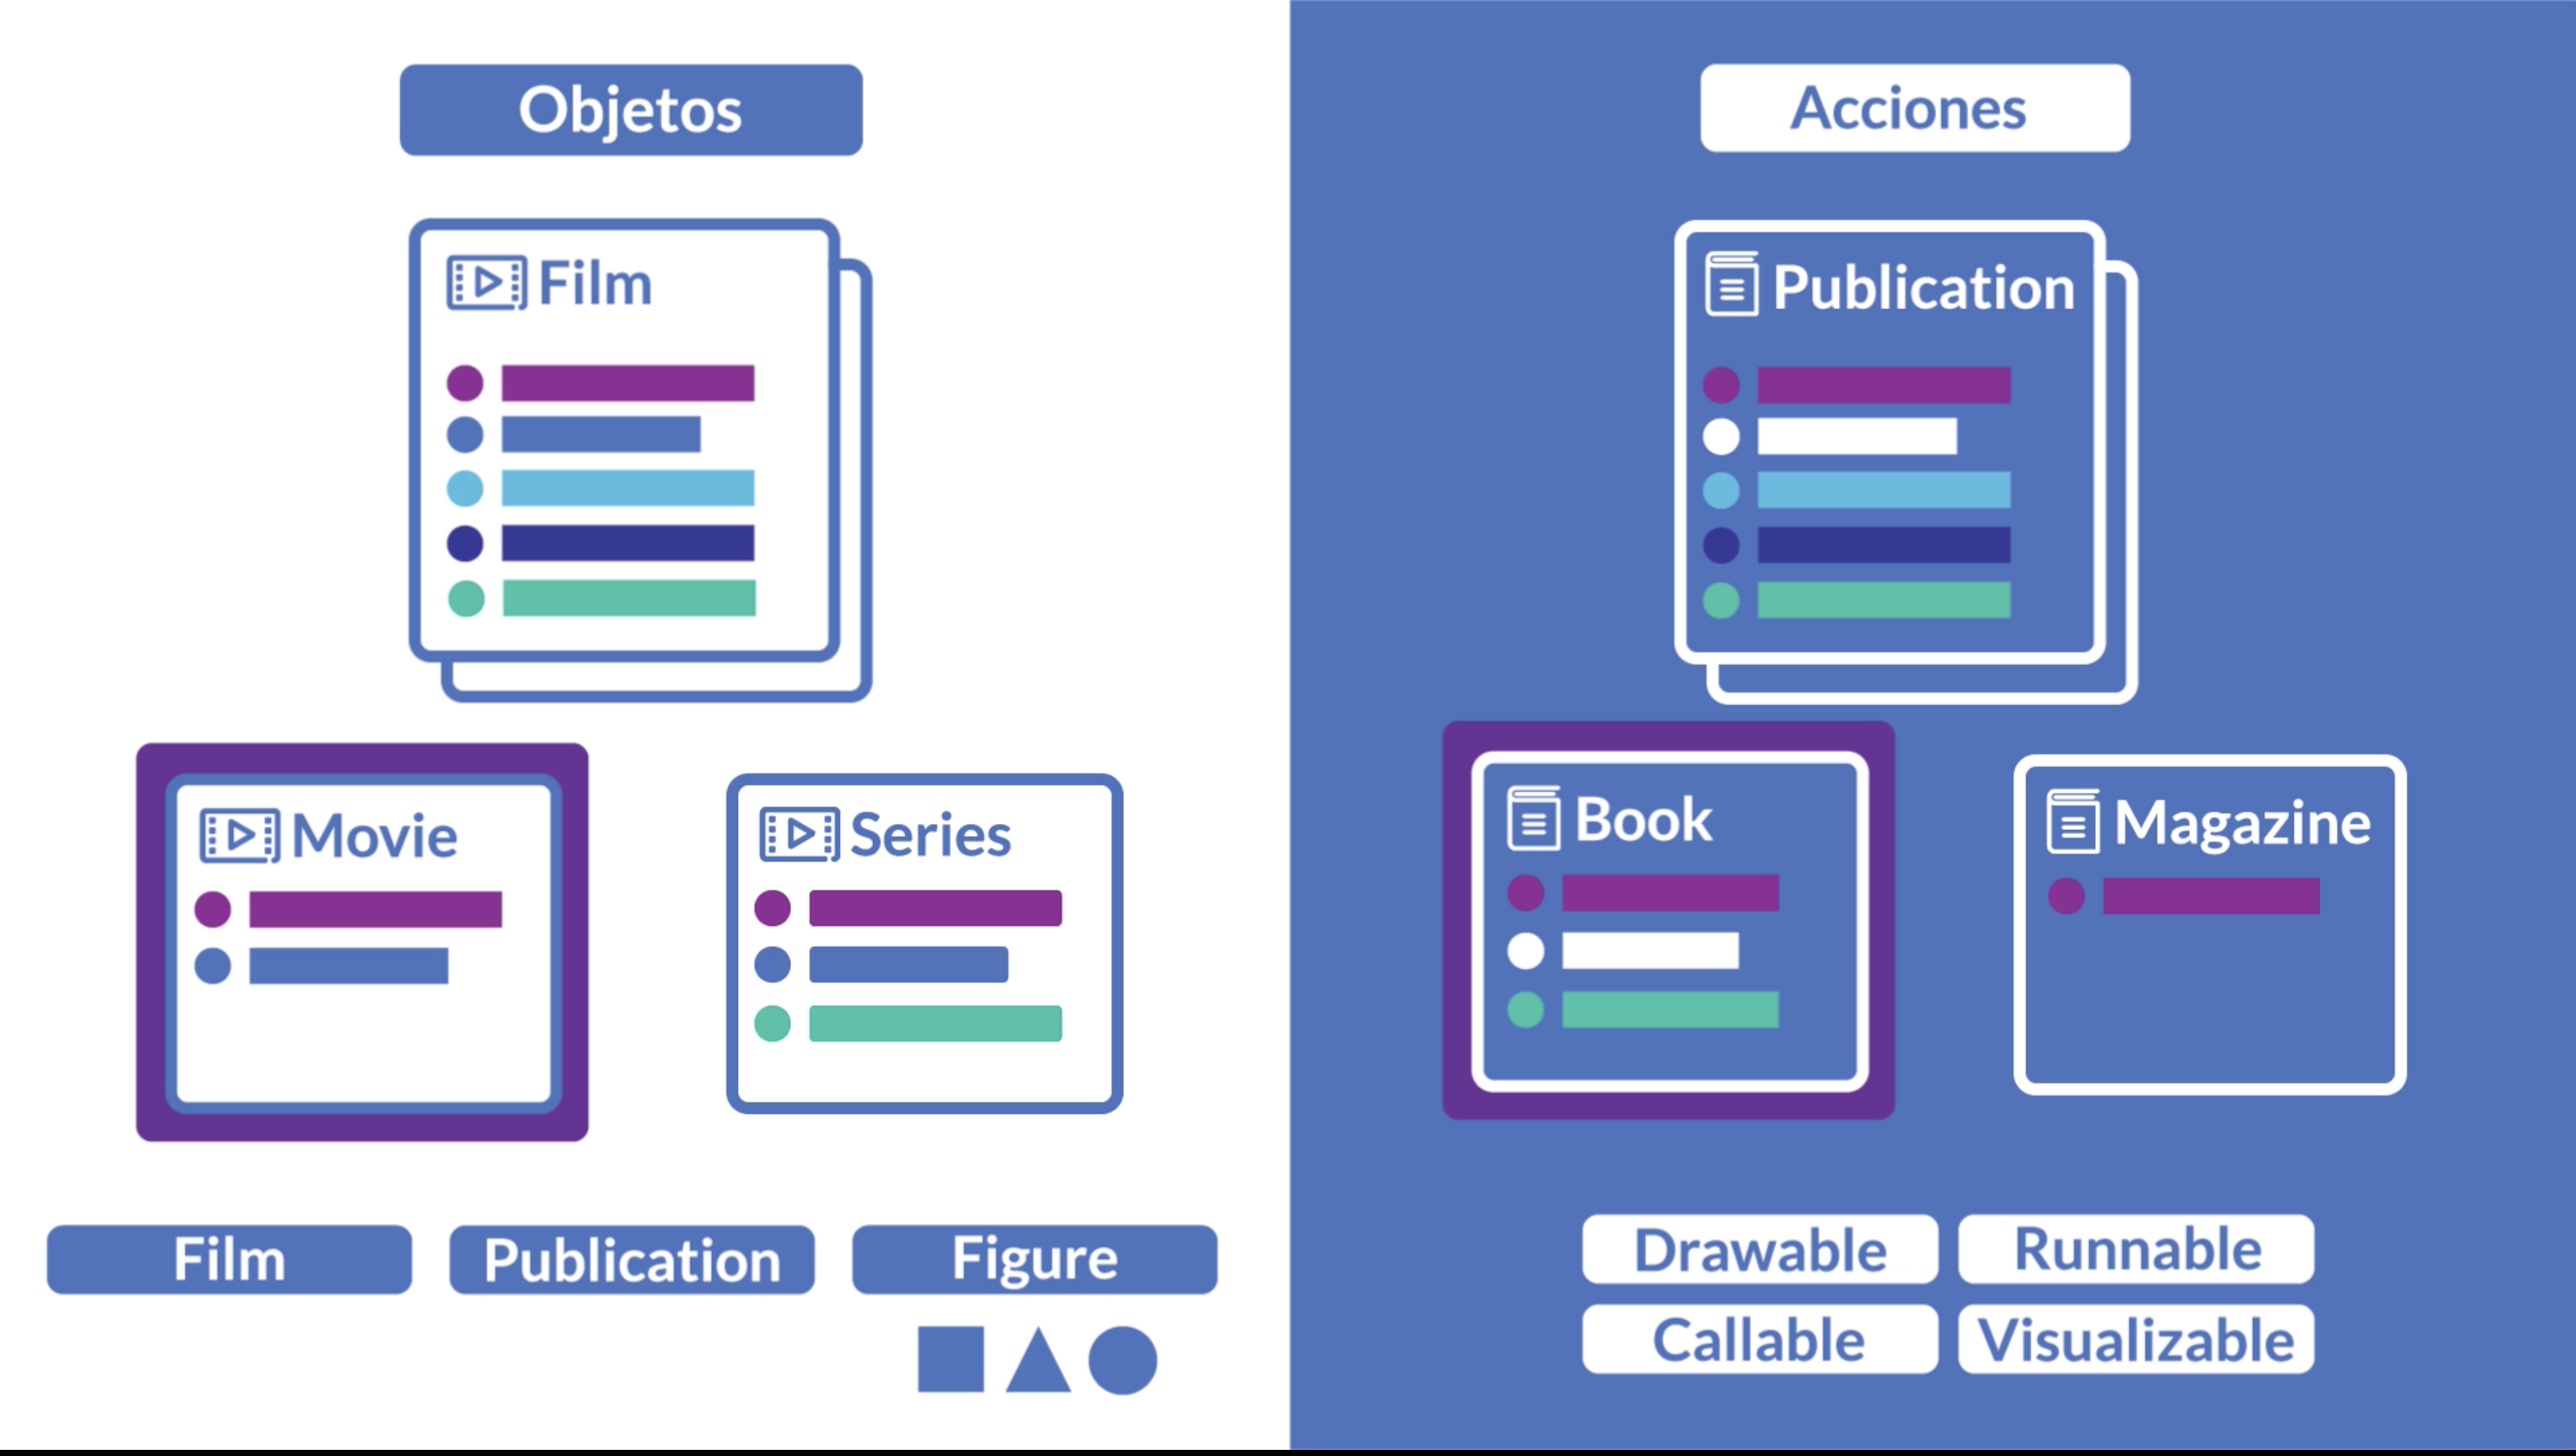 Objetos
Film
Movie
Series
Film
Publication
Figure
Acciones
Publication
Book
Magazine
Drawable
Runnable
Callable
Visualizable